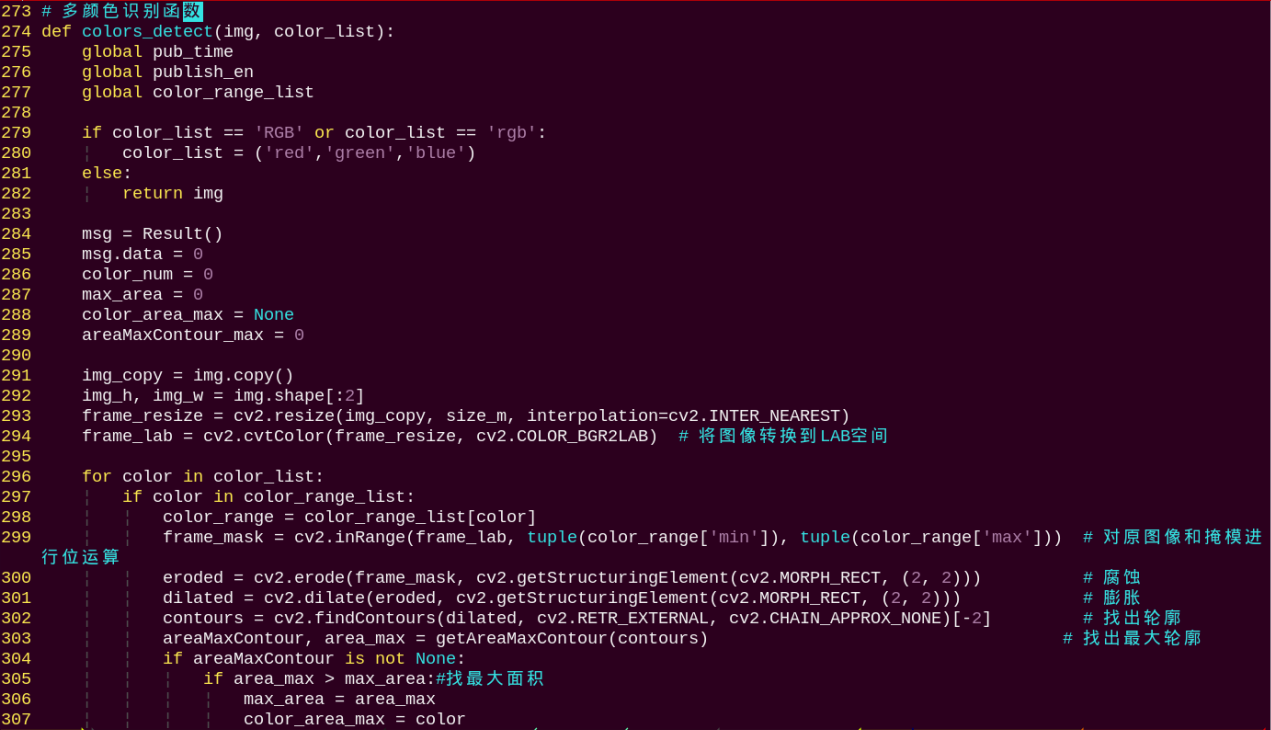 273 # 多颜色识别函数
274 def colors_detect(img, color_list):
275     global pub_time
276     global publish_en
277     global color_range_list
278
279     if color_list == 'RGB' or color_list == 'rgb':
280     ¦   color_list = ('red','green','blue')
281     else:
282     ¦   return img
283
284     msg = Result()
285     msg.data = 0
286     color_num = 0
287     max_area = 0
288     color_area_max = None
289     areaMaxContour_max = 0
290
291     img_copy = img.copy()
292     img_h, img_w = img.shape[:2]
293     frame_resize = cv2.resize(img_copy, size_m, interpolation=cv2.INTER_NEAREST)
294     frame_lab = cv2.cvtColor(frame_resize, cv2.COLOR_BGR2LAB)  # 将图像转换到LAB空间
295
296     for color in color_list:
297     ¦   if color in color_range_list:
298     ¦   ¦   color_range = color_range_list[color]
299     ¦   ¦   frame_mask = cv2.inRange(frame_lab, tuple(color_range['min']), tuple(color_range['max']))  # 对原图像和掩模进
行位运算
300     ¦   ¦   eroded = cv2.erode(frame_mask, cv2.getStructuringElement(cv2.MORPH_RECT, (2, 2)))          # 腐蚀
301     ¦   ¦   dilated = cv2.dilate(eroded, cv2.getStructuringElement(cv2.MORPH_RECT, (2, 2)))            # 膨胀
302     ¦   ¦   contours = cv2.findContours(dilated, cv2.RETR_EXTERNAL, cv2.CHAIN_APPROX_NONE)[-2]         # 找出轮廓
303     ¦   ¦   areaMaxContour, area_max = getAreaMaxContour(contours)                                   # 找出最大轮廓
304     ¦   ¦   if areaMaxContour is not None:
305     ¦   ¦   ¦   if area_max > max_area:#找最大面积
306     ¦   ¦   ¦   ¦   max_area = area_max
307     ¦   ¦   ¦   ¦   color_area_max = color